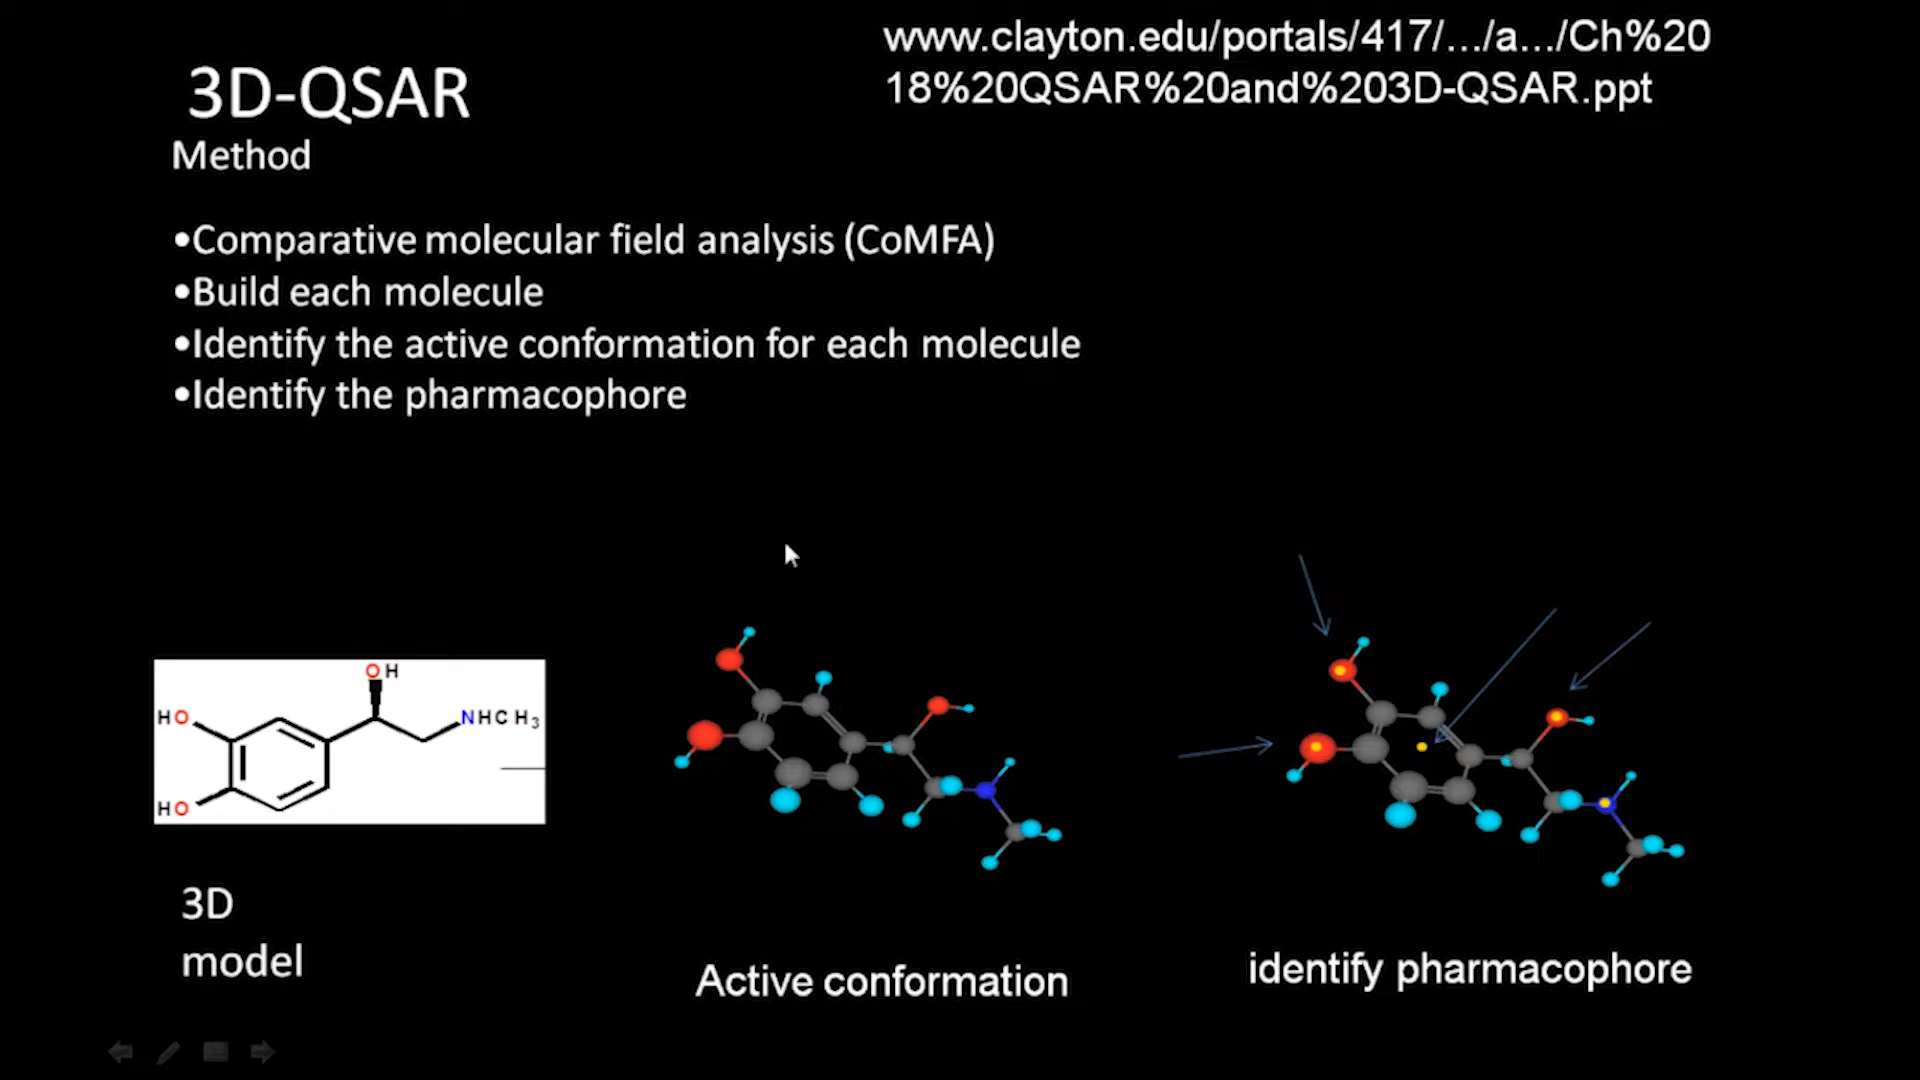 www.clayton.edu/portals/417/.../a.../Ch%20
18%20QSAR%20and%203D-QSAR.ppt
3D-QSAR
Method
•Comparative molecular field analysis (CoMFA)
•Build each molecule
•Identify the active conformation for each molecule
•Identify the pharmacophore
OH
HO
NHCH3
HO
3D
model
Active conformation
identify pharmacophore